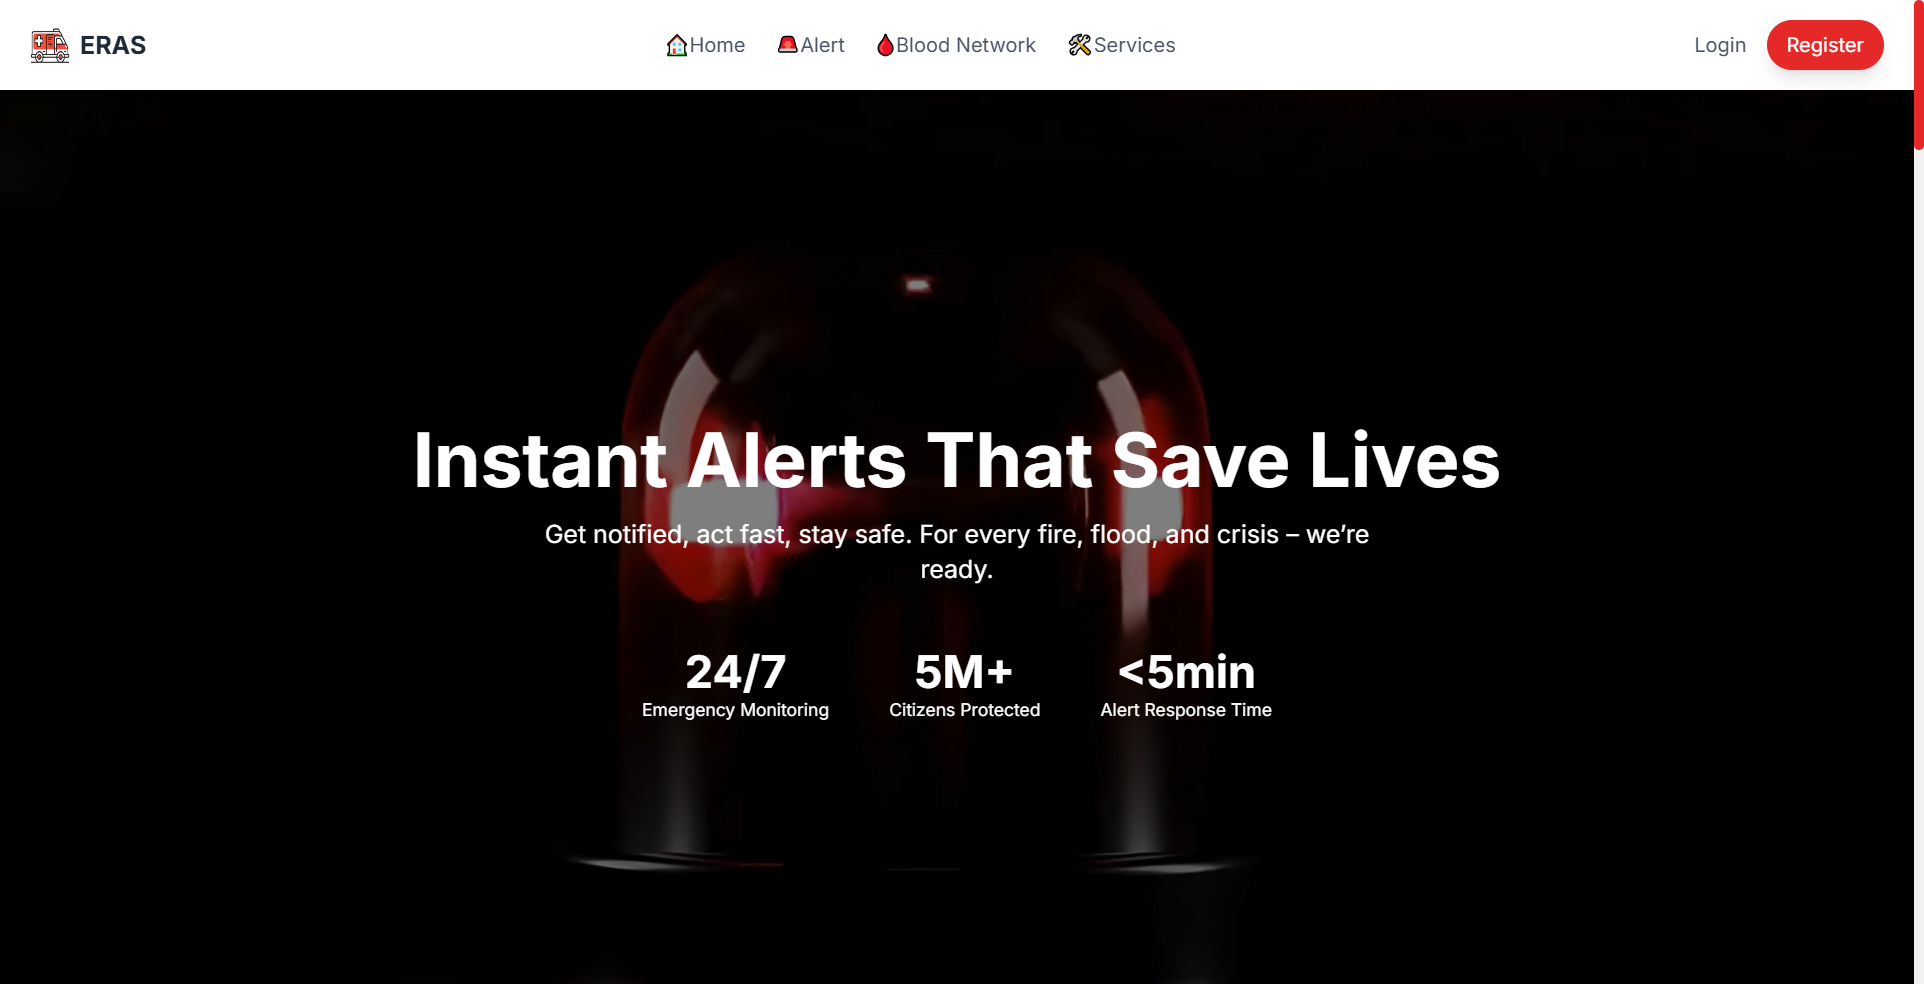 ERAS
Home
Alert
Blood Network
Services
Login
Register
Instant Alerts That Save Lives
Get notified, act fast, stay safe. For every fire, flood, and crisis – we’re
ready.
24/7
Emergency Monitoring
5M+
Citizens Protected
<5min
Alert Response Time